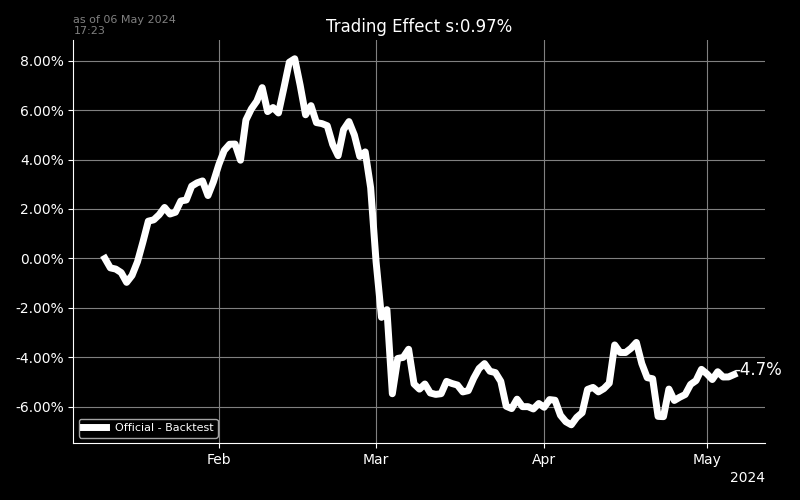 as of 06 May 2024
17:23
Trading Effect s:0.97%
8.00%
6.00%
4.00%
2.00%
0.00%
-2.00%
-4.00%
-6.00%
-4.7%
Official - Backtest
Feb
Mar
Apr
May
2024